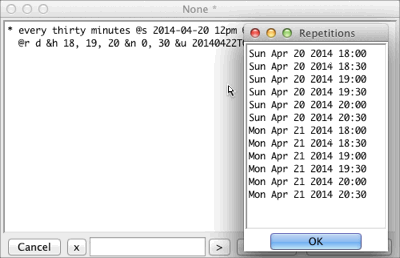 None *
* every thirty minutes @s 2014-04-20 12pm
@r d &h 18, 19, 20 &n 0, 30 &u 20140422T
Repetitions
Sun Apr 20 2014 18:00
Sun Apr 20 2014 18:30
Sun Apr 20 2014 19:00
Sun Apr 20 2014 19:30
Sun Apr 20 2014 20:00
Sun Apr 20 2014 20:30
Mon Apr 21 2014 18:00
Mon Apr 21 2014 18:30
Mon Apr 21 2014 19:00
Mon Apr 21 2014 19:30
Mon Apr 21 2014 20:00
Mon Apr 21 2014 20:30
OK
Cancel
x
>